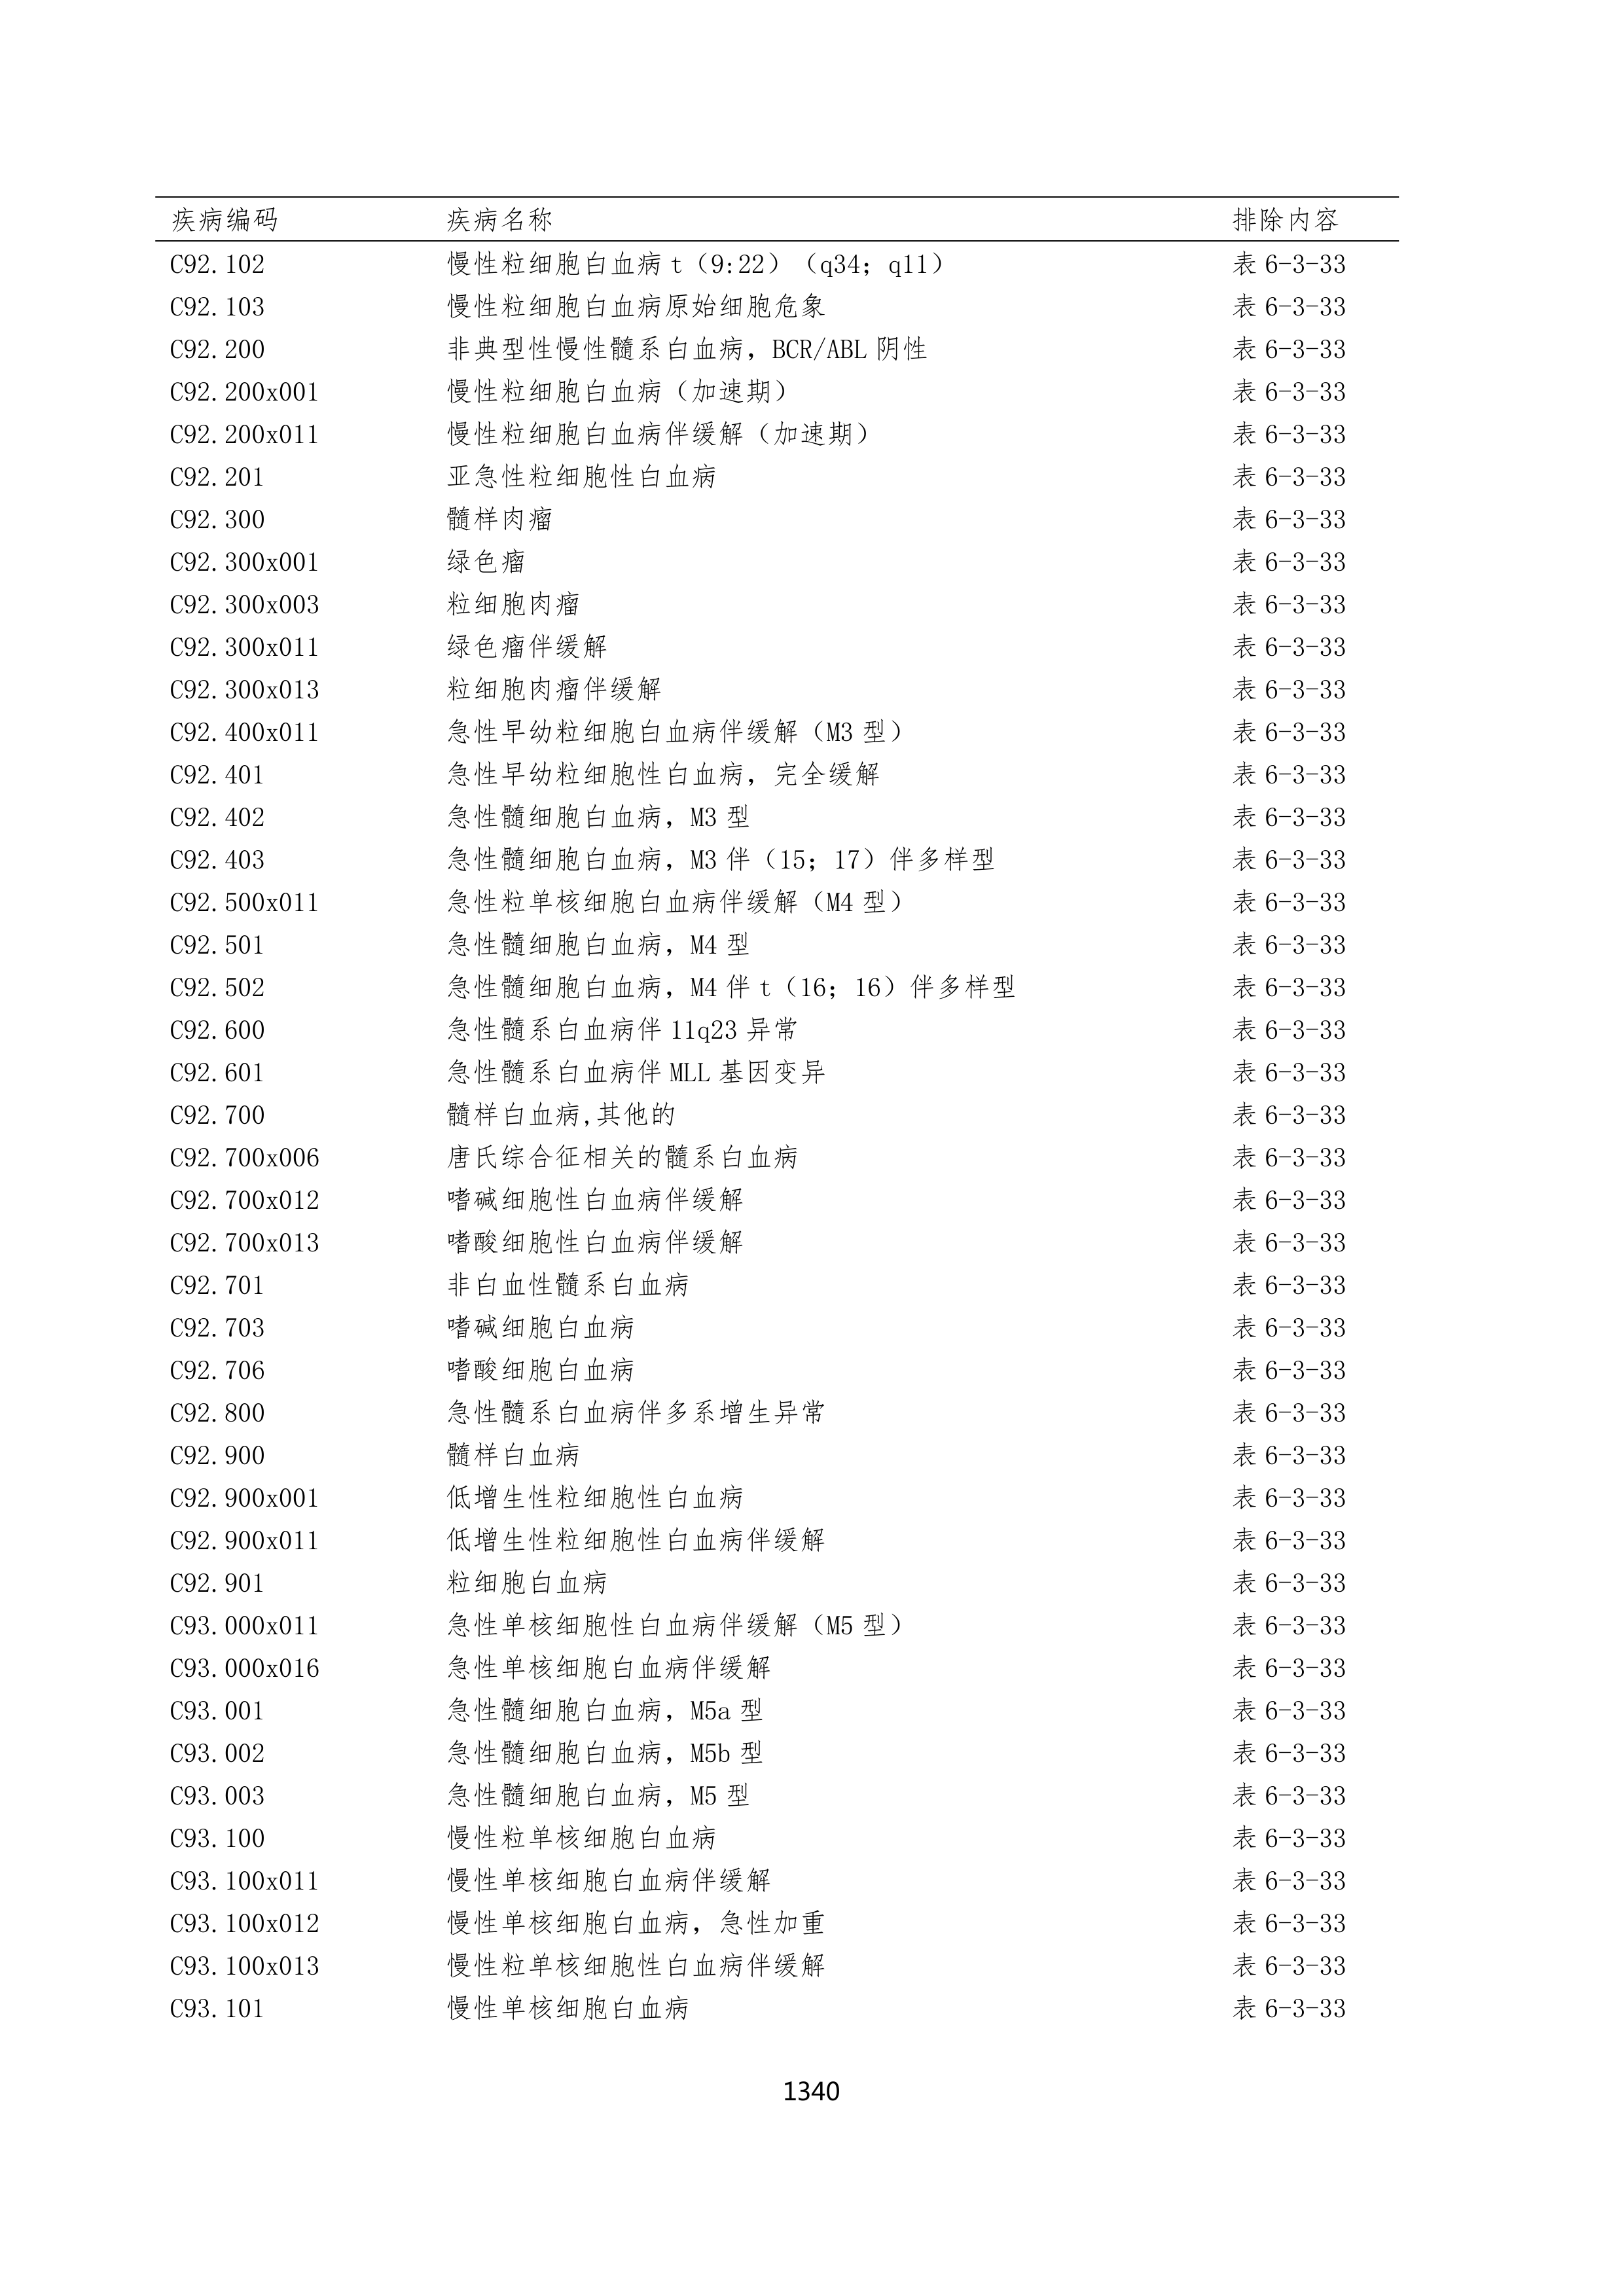 疾病编码 疾病名称 排除内容
C92.102 慢性粒细胞白血病 t（9:22）（q34；q11） 表 6-3-33
C92.103 慢性粒细胞白血病原始细胞危象 表 6-3-33
C92.200 非典型性慢性髓系白血病，BCR/ABL 阴性 表 6-3-33
C92.200x001 慢性粒细胞白血病（加速期） 表 6-3-33
C92.200x011 慢性粒细胞白血病伴缓解（加速期） 表 6-3-33
C92.201 亚急性粒细胞性白血病 表 6-3-33
C92.300 髓样肉瘤 表 6-3-33
C92.300x001 绿色瘤 表 6-3-33
C92.300x003 粒细胞肉瘤 表 6-3-33
C92.300x011 绿色瘤伴缓解 表 6-3-33
C92.300x013 粒细胞肉瘤伴缓解 表 6-3-33
C92.400x011 急性早幼粒细胞白血病伴缓解（M3 型） 表 6-3-33
C92.401 急性早幼粒细胞性白血病，完全缓解 表 6-3-33
C92.402 急性髓细胞白血病，M3 型 表 6-3-33
C92.403 急性髓细胞白血病，M3 伴（15；17）伴多样型 表 6-3-33
C92.500x011 急性粒单核细胞白血病伴缓解（M4 型） 表 6-3-33
C92.501 急性髓细胞白血病，M4 型 表 6-3-33
C92.502 急性髓细胞白血病，M4 伴 t（16；16）伴多样型 表 6-3-33
C92.600 急性髓系白血病伴 11q23 异常 表 6-3-33
C92.601 急性髓系白血病伴 MLL 基因变异 表 6-3-33
C92.700 髓样白血病,其他的 表 6-3-33
C92.700x006 唐氏综合征相关的髓系白血病 表 6-3-33
C92.700x012 嗜碱细胞性白血病伴缓解 表 6-3-33
C92.700x013 嗜酸细胞性白血病伴缓解 表 6-3-33
C92.701 非白血性髓系白血病 表 6-3-33
C92.703 嗜碱细胞白血病 表 6-3-33
C92.706 嗜酸细胞白血病 表 6-3-33
C92.800 急性髓系白血病伴多系增生异常 表 6-3-33
C92.900 髓样白血病 表 6-3-33
C92.900x001 低增生性粒细胞性白血病 表 6-3-33
C92.900x011 低增生性粒细胞性白血病伴缓解 表 6-3-33
C92.901 粒细胞白血病 表 6-3-33
C93.000x011 急性单核细胞性白血病伴缓解（M5 型） 表 6-3-33
C93.000x016 急性单核细胞白血病伴缓解 表 6-3-33
C93.001 急性髓细胞白血病，M5a 型 表 6-3-33
C93.002 急性髓细胞白血病，M5b 型 表 6-3-33
C93.003 急性髓细胞白血病，M5 型 表 6-3-33
C93.100 慢性粒单核细胞白血病 表 6-3-33
C93.100x011 慢性单核细胞白血病伴缓解 表 6-3-33
C93.100x012 慢性单核细胞白血病，急性加重 表 6-3-33
C93.100x013 慢性粒单核细胞性白血病伴缓解 表 6-3-33
C93.101 慢性单核细胞白血病 表 6-3-33
1340